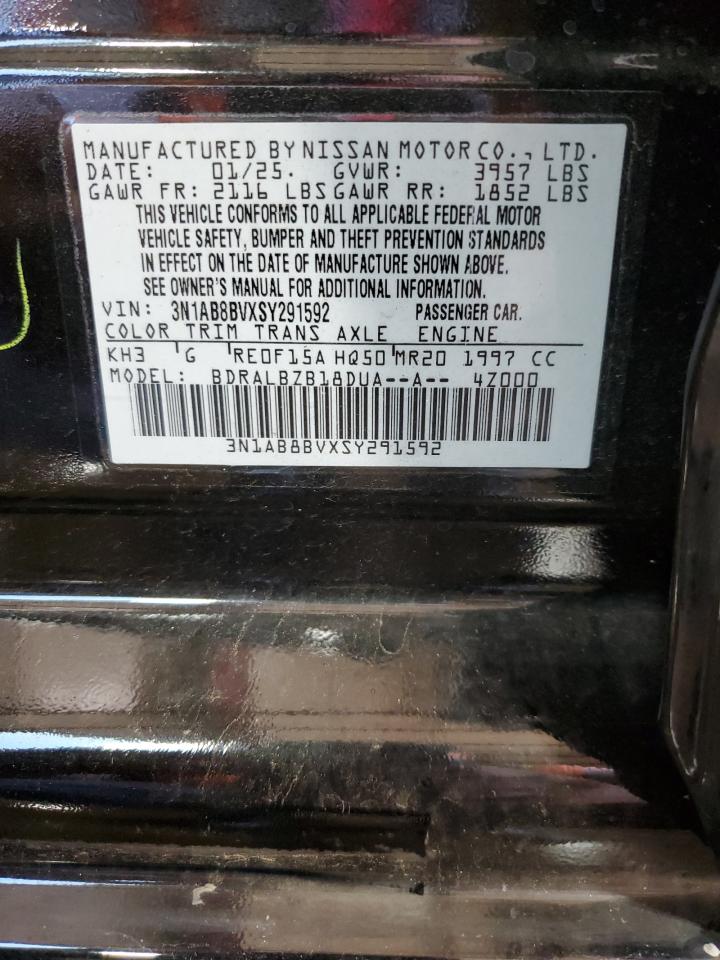 MANUFACTURED BY NISSAN MOTOR CO., LTD.
DATE: 01/25. GVWR: 3957 LBS
GAWR FR: 2116 LBS GAWR RR: 1852 LBS
THIS VEHICLE CONFORMS TO ALL APPLICABLE FEDERAL MOTOR
VEHICLE SAFETY, BUMPER AND THEFT PREVENTION STANDARDS
IN EFFECT ON THE DATE OF MANUFACTURE SHOWN ABOVE.
SEE OWNER'S MANUAL FOR ADDITIONAL INFORMATION.
VIN: 3N1AB8BVXSY291592 PASSENGER CAR.
COLOR TRIM TRANS AXLE ENGINE
KH3 G RE0F15A HQ50 MR20 1997 CC
MODEL: BDRALBZB18DUA--A-- 4Z000
3N1AB8BVXSY291592